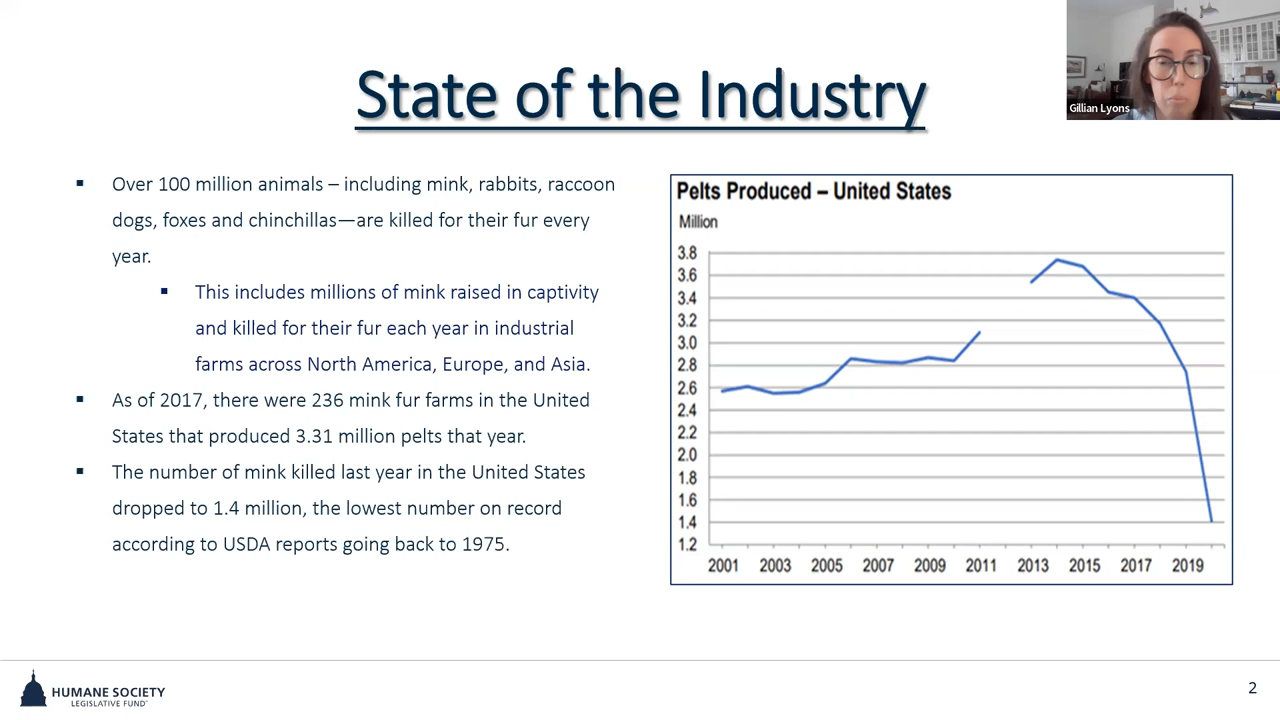 State of the Industry
Gillian Lyons
▪ Over 100 million animals – including mink, rabbits, raccoon
dogs, foxes and chinchillas—are killed for their fur every
year.
▪ This includes millions of mink raised in captivity
and killed for their fur each year in industrial
farms across North America, Europe, and Asia.
▪ As of 2017, there were 236 mink fur farms in the United
States that produced 3.31 million pelts that year.
▪ The number of mink killed last year in the United States
dropped to 1.4 million, the lowest number on record
according to USDA reports going back to 1975.
Pelts Produced – United States
Million
3.8
3.6
3.4
3.2
3.0
2.8
2.6
2.4
2.2
2.0
1.8
1.6
1.4
1.2
2001 2003 2005 2007 2009 2011 2013 2015 2017 2019
HUMANE SOCIETY
LEGISLATIVE FUND
2